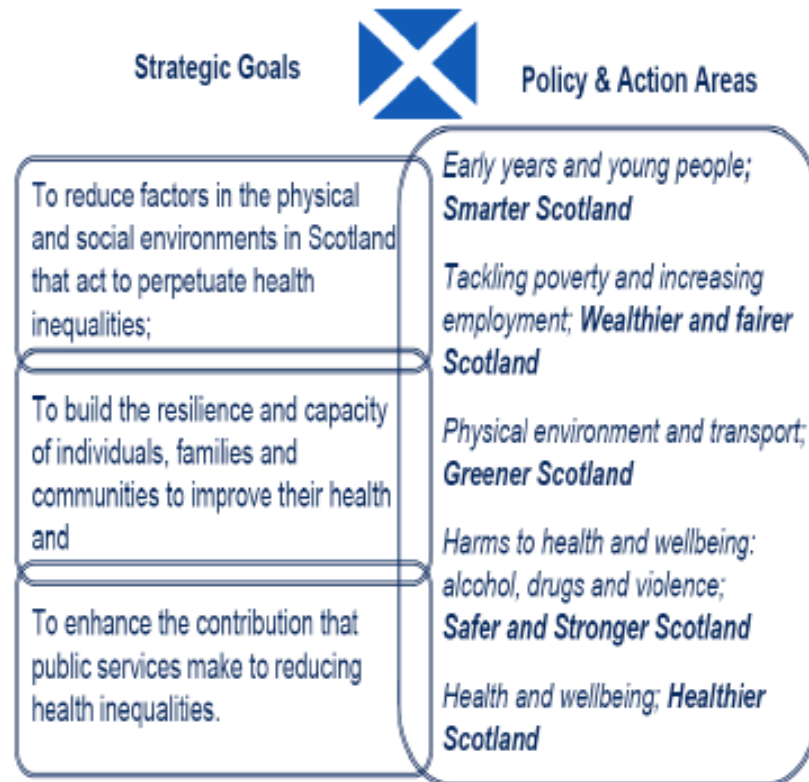 Strategic Goals
Policy & Action Areas
To reduce factors in the physical
and social environments in Scotland
that act to perpetuate health
inequalities;
To build the resilience and capacity
of individuals, families and
communities to improve their health
and
To enhance the contribution that
public services make to reducing
health inequalities.
Early years and young people;
Smarter Scotland
Tackling poverty and increasing
employment; Wealthier and fairer
Scotland
Physical environment and transport;
Greener Scotland
Harms to health and wellbeing:
alcohol, drugs and violence;
Safer and Stronger Scotland
Health and wellbeing; Healthier
Scotland